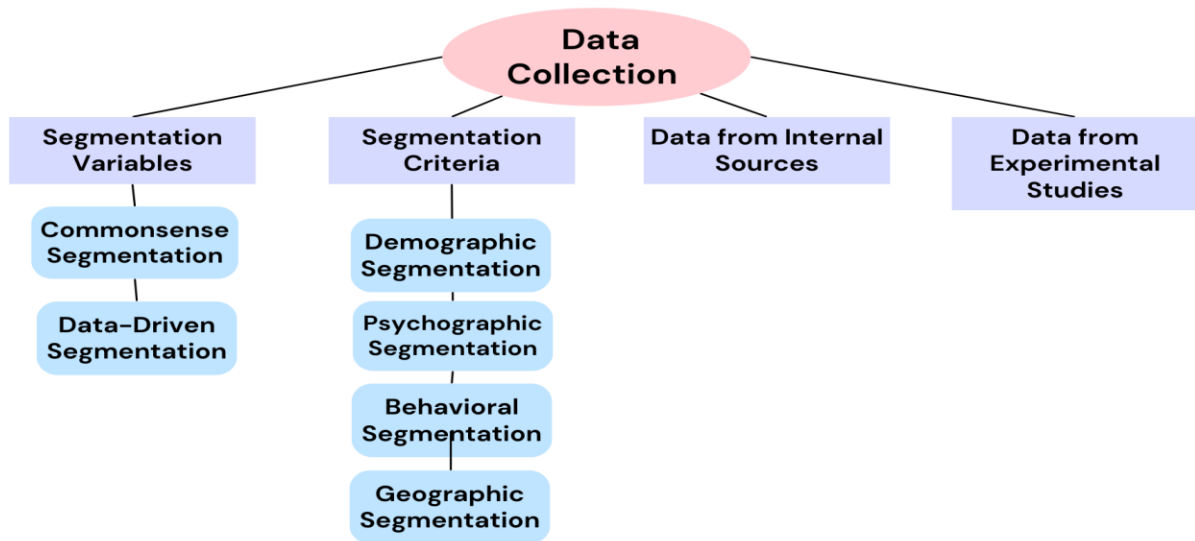 Data
Collection
Segmentation
Variables
Segmentation
Criteria
Data from Internal
Sources
Data from
Experimental
Studies
Commonsense
Segmentation
Data-Driven
Segmentation
Demographic
Segmentation
Psychographic
Segmentation
Behavioral
Segmentation
Geographic
Segmentation